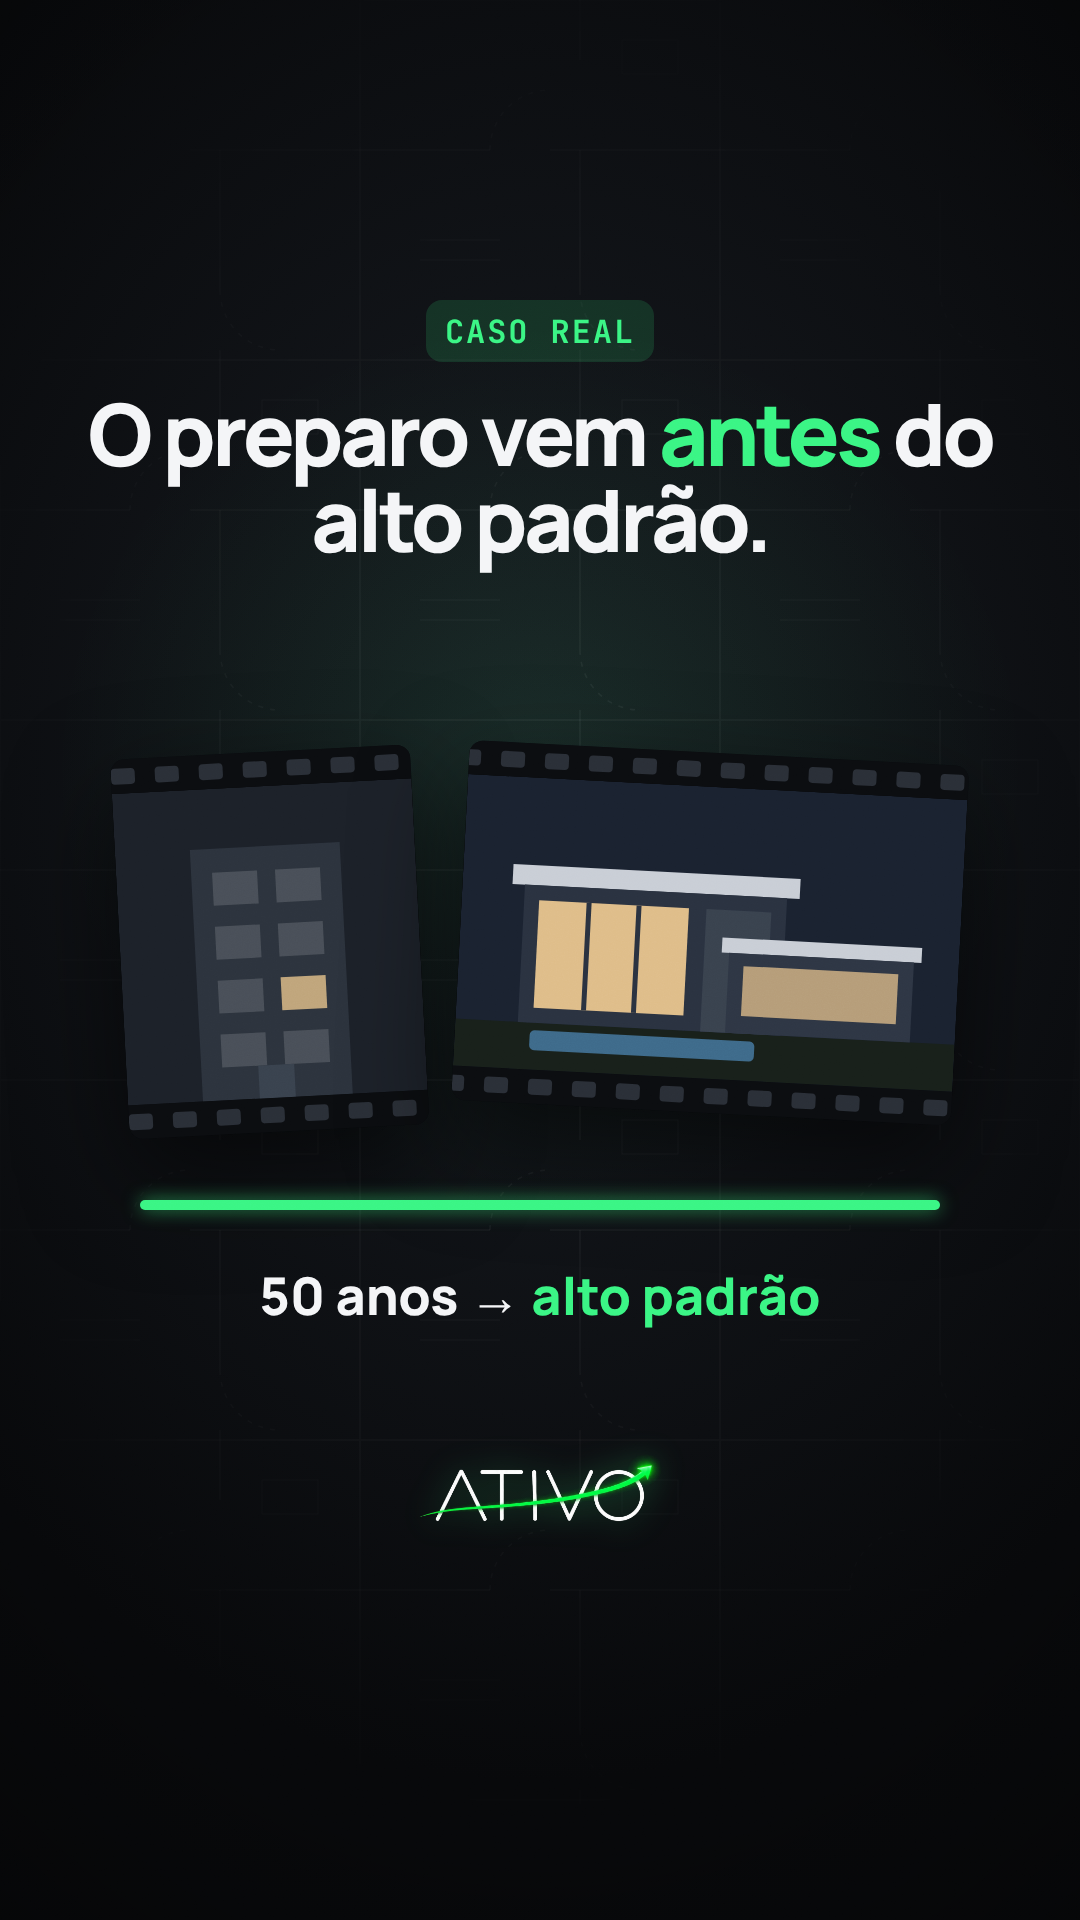 CASO REAL
O preparo vem antes do
alto padrão.
50 anos → alto padrão
ATIVO